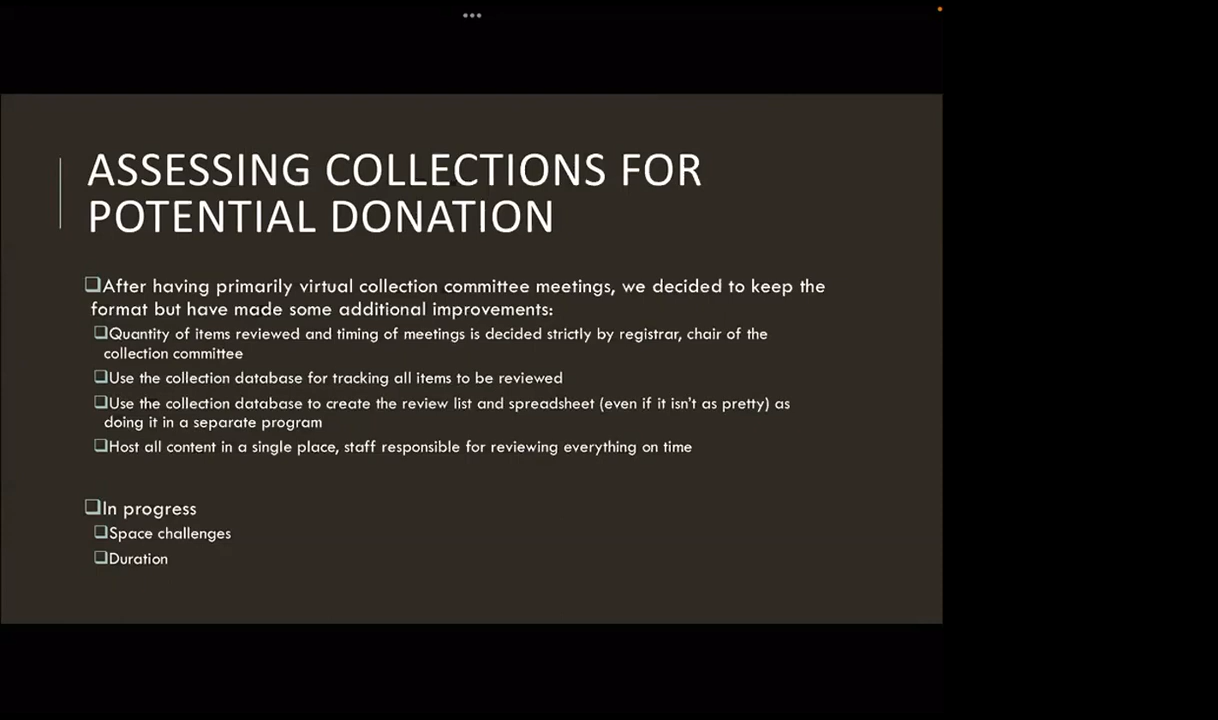 ASSESSING COLLECTIONS FOR
POTENTIAL DONATION
After having primarily virtual collection committee meetings, we decided to keep the
format but have made some additional improvements:
Quantity of items reviewed and timing of meetings is decided strictly by registrar, chair of the
collection committee
Use the collection database for tracking all items to be reviewed
Use the collection database to create the review list and spreadsheet (even if it isn't as pretty) as
doing it in a separate program
Host all content in a single place, staff responsible for reviewing everything on time
In progress
Space challenges
Duration